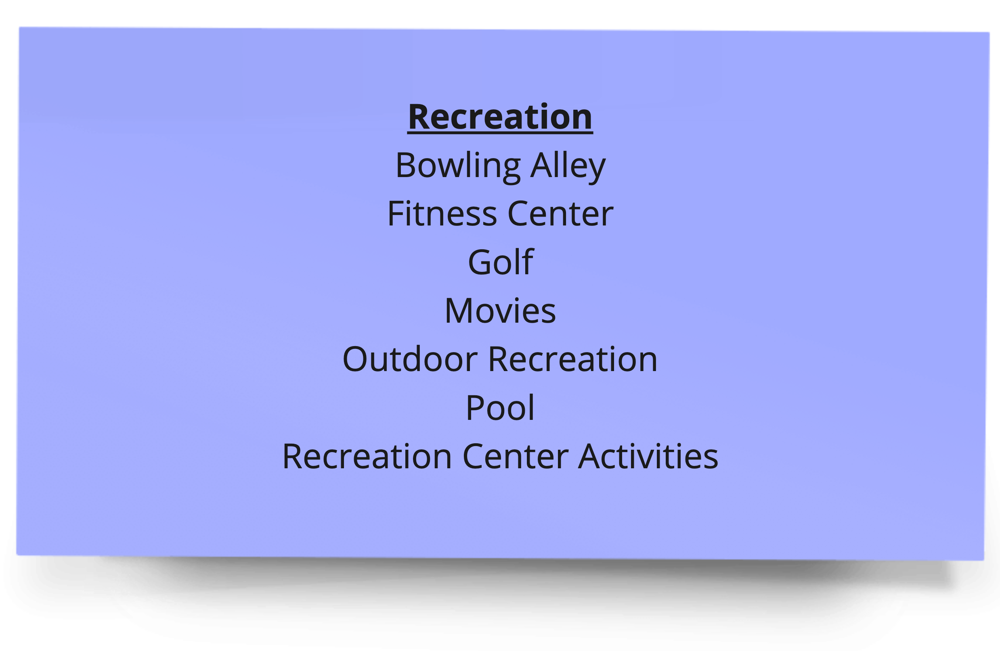 Recreation
Bowling Alley
Fitness Center
Golf
Movies
Outdoor Recreation
Pool
Recreation Center Activities